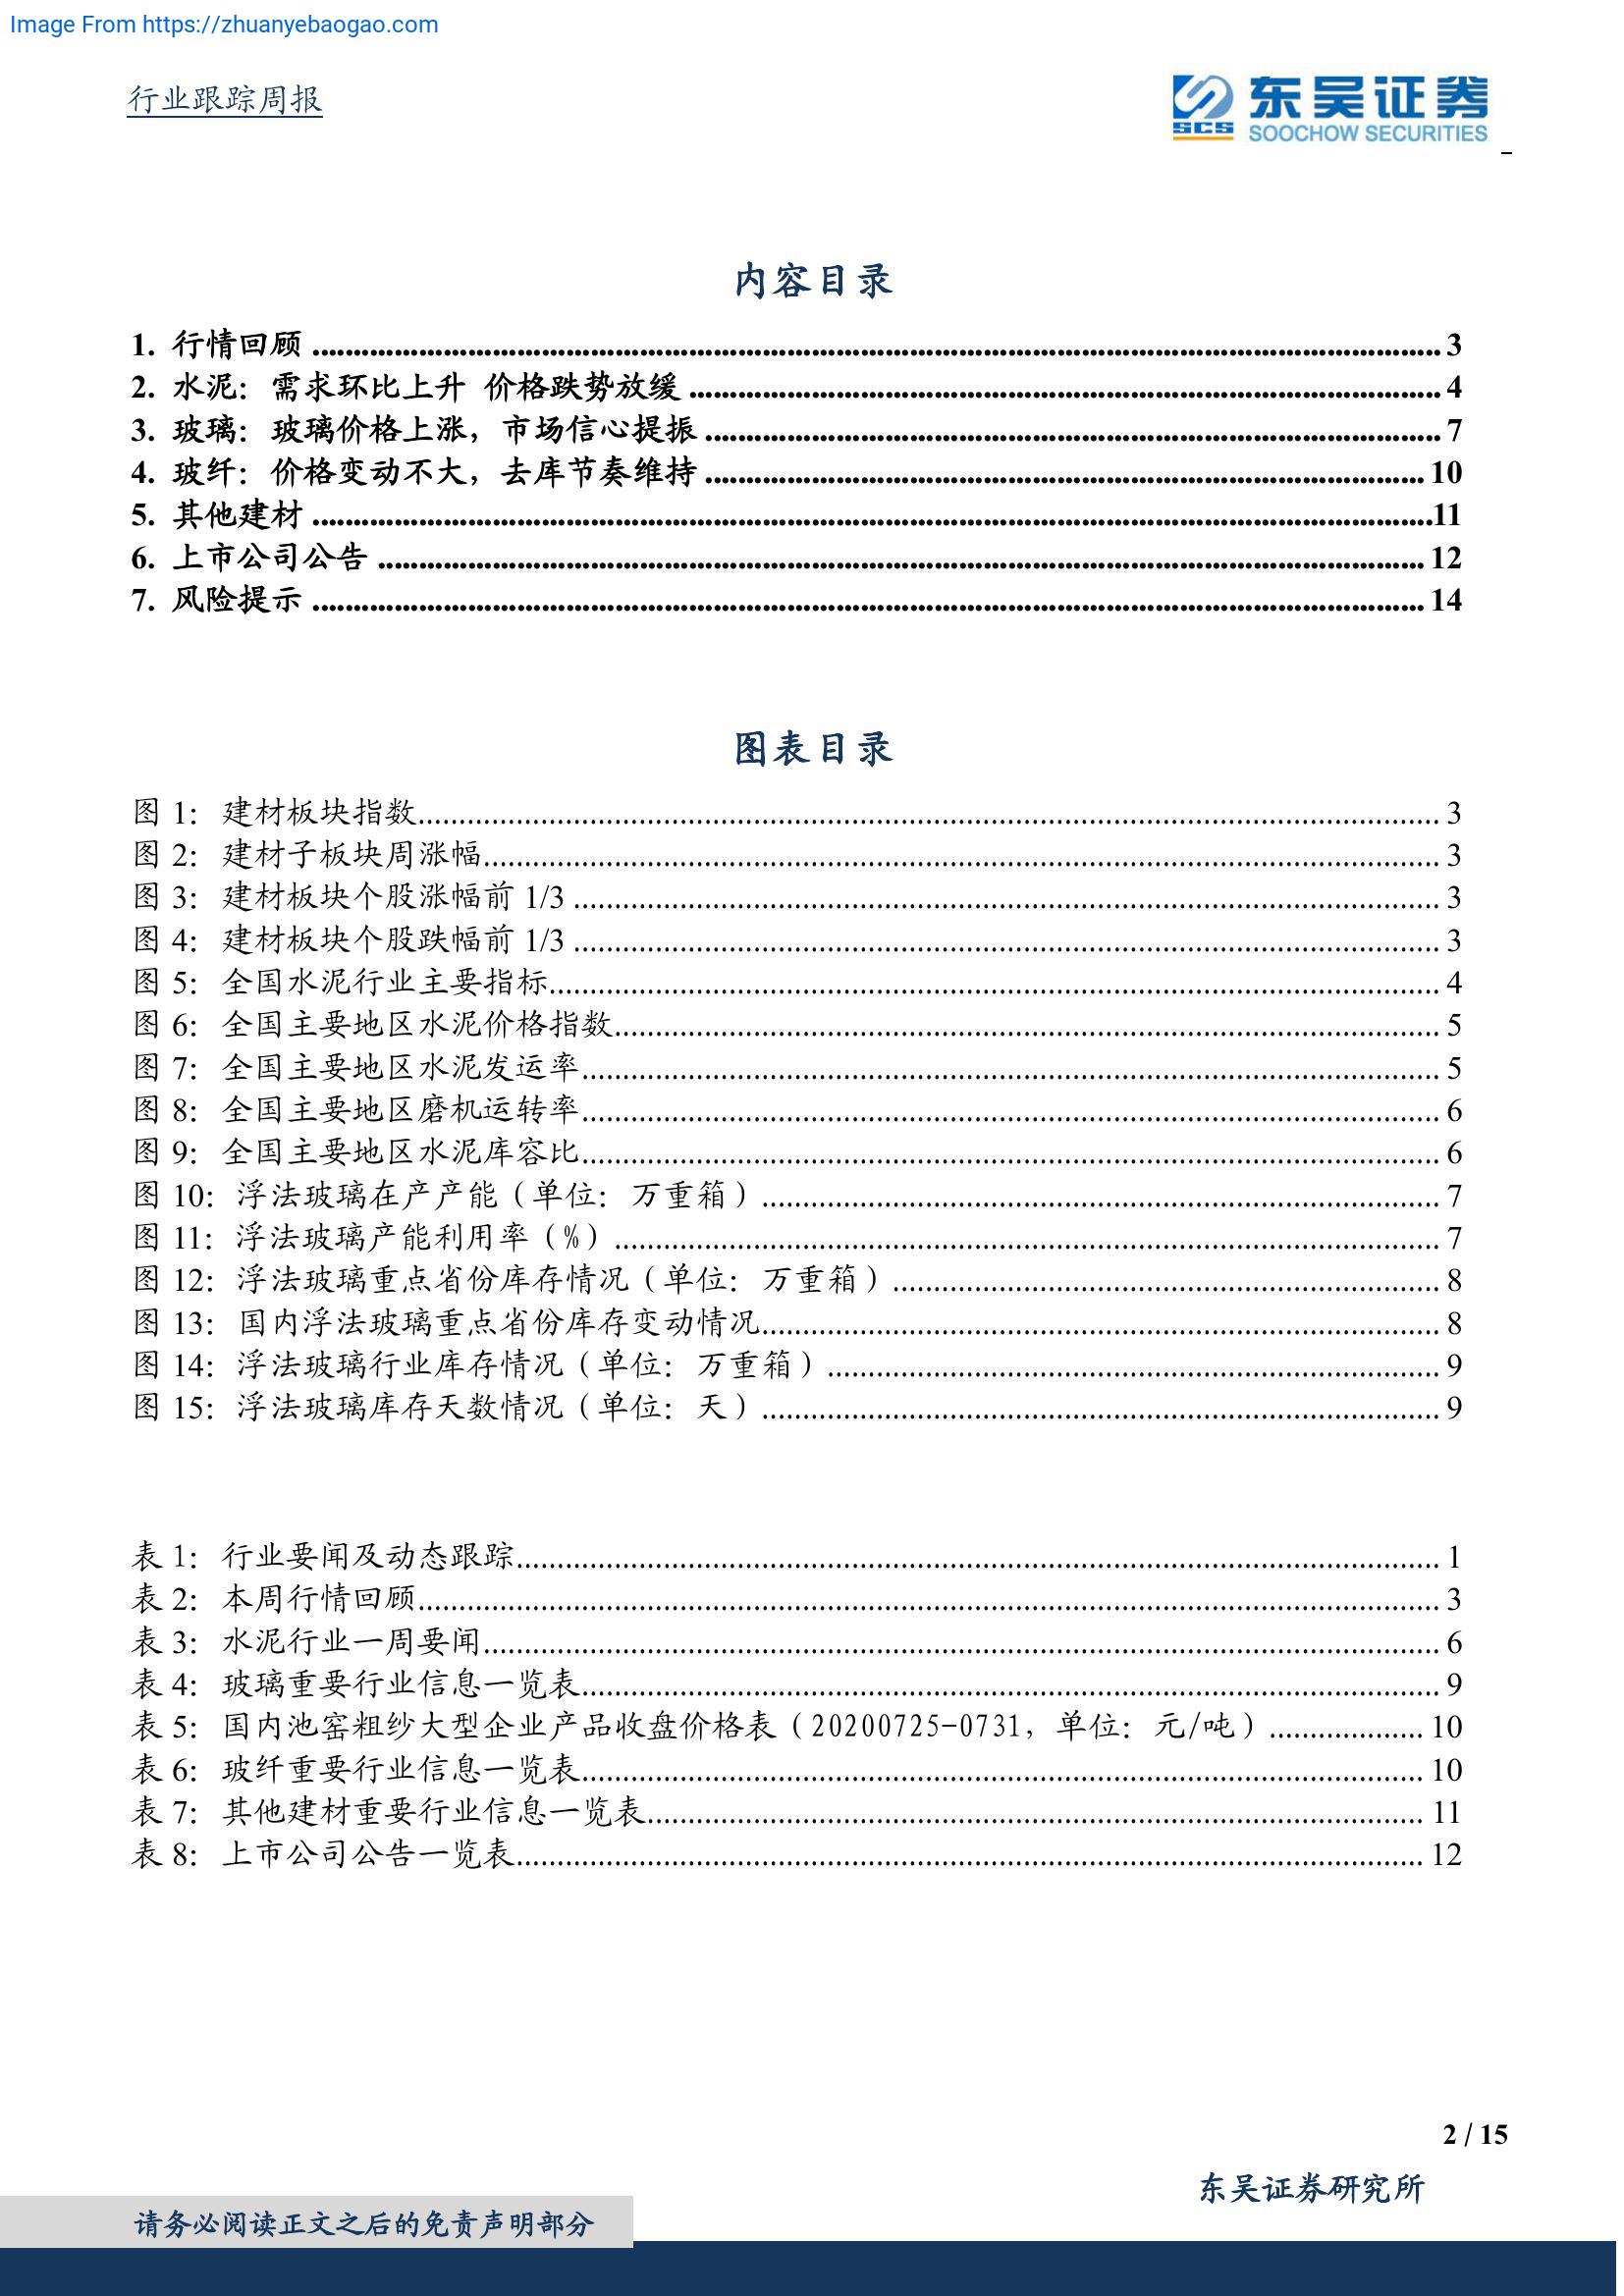 Image From https://zhuanyebaogao.com
行业跟踪周报
SCS 东吴证券
SOOCHOW SECURITIES
内容目录
1. 行情回顾 ........ 3
2. 水泥：需求环比上升 价格跌势放缓 ........ 4
3. 玻璃：玻璃价格上涨，市场信心提振 ........ 7
4. 玻纤：价格变动不大，去库节奏维持 ........ 10
5. 其他建材 ........ 11
6. 上市公司公告 ........ 12
7. 风险提示 ........ 14
图表目录
图 1：建材板块指数 ........ 3
图 2：建材子板块周涨幅 ........ 3
图 3：建材板块个股涨幅前 1/3 ........ 3
图 4：建材板块个股跌幅前 1/3 ........ 3
图 5：全国水泥行业主要指标 ........ 4
图 6：全国主要地区水泥价格指数 ........ 5
图 7：全国主要地区水泥发运率 ........ 5
图 8：全国主要地区磨机运转率 ........ 6
图 9：全国主要地区水泥库容比 ........ 6
图 10：浮法玻璃在产产能（单位：万重箱） ........ 7
图 11：浮法玻璃产能利用率（%） ........ 7
图 12：浮法玻璃重点省份库存情况（单位：万重箱） ........ 8
图 13：国内浮法玻璃重点省份库存变动情况 ........ 8
图 14：浮法玻璃行业库存情况（单位：万重箱） ........ 9
图 15：浮法玻璃库存天数情况（单位：天） ........ 9
表 1：行业要闻及动态跟踪 ........ 1
表 2：本周行情回顾 ........ 3
表 3：水泥行业一周要闻 ........ 6
表 4：玻璃重要行业信息一览表 ........ 9
表 5：国内池窑粗纱大型企业产品收盘价格表（20200725-0731，单位：元/吨） ........ 10
表 6：玻纤重要行业信息一览表 ........ 10
表 7：其他建材重要行业信息一览表 ........ 11
表 8：上市公司公告一览表 ........ 12
2 / 15
东吴证券研究所
请务必阅读正文之后的免责声明部分